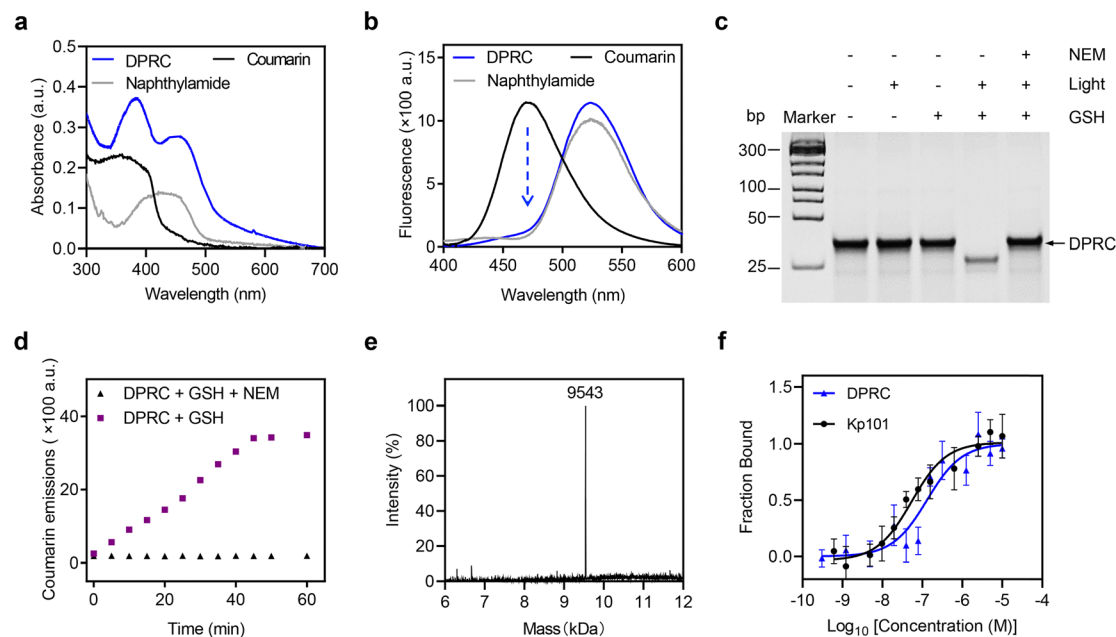 a
Absorbance (a.u.)
0.5
0.4
0.3
0.2
0.1
0.0
DPRC
Coumarin
Naphthylamide
300 400 500 600 700
Wavelength (nm)
b
Fluorescence (×100 a.u.)
15
10
5
0
DPRC
Coumarin
Naphthylamide
400 450 500 550 600
Wavelength (nm)
c
- - - - + NEM
- + - + + Light
bp Marker - - + + + GSH
300
100
50
25
DPRC
d
Coumarin emissions ( ×100 a.u.)
40
20
0
DPRC + GSH + NEM
DPRC + GSH
0 20 40 60
Time (min)
e
Intensity (%)
100
80
60
40
20
0
9543
6 7 8 9 10 11 12
Mass(kDa)
f
Fraction Bound
1.5
1.0
0.5
0.0
DPRC
Kp101
-10 -9 -8 -7 -6 -5 -4
Log10 [Concentration (M)]